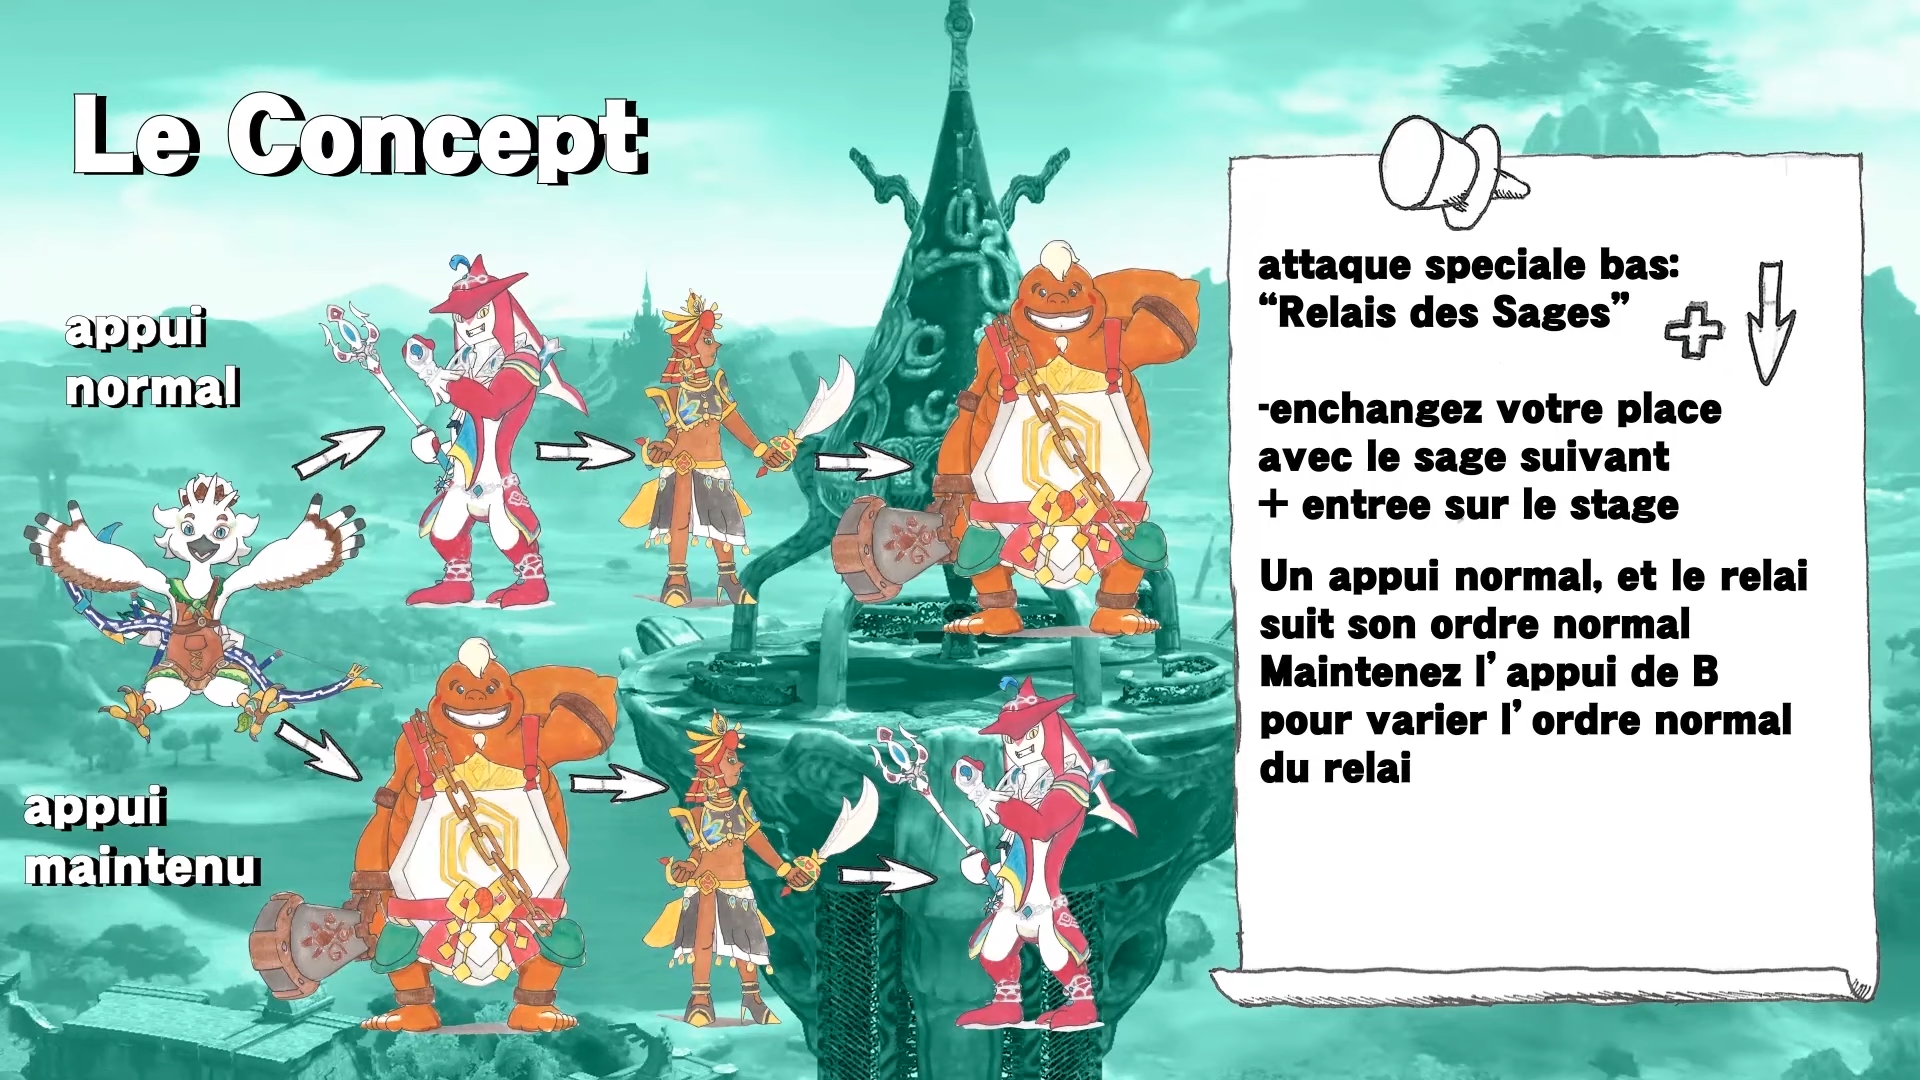 Le Concept
appui
normal
appui
maintenu
attaque speciale bas:
“Relais des Sages”
-enchangez votre place
avec le sage suivant
+ entree sur le stage
Un appui normal, et le relai
suit son ordre normal
Maintenez l’appui de B
pour varier l’ordre normal
du relai